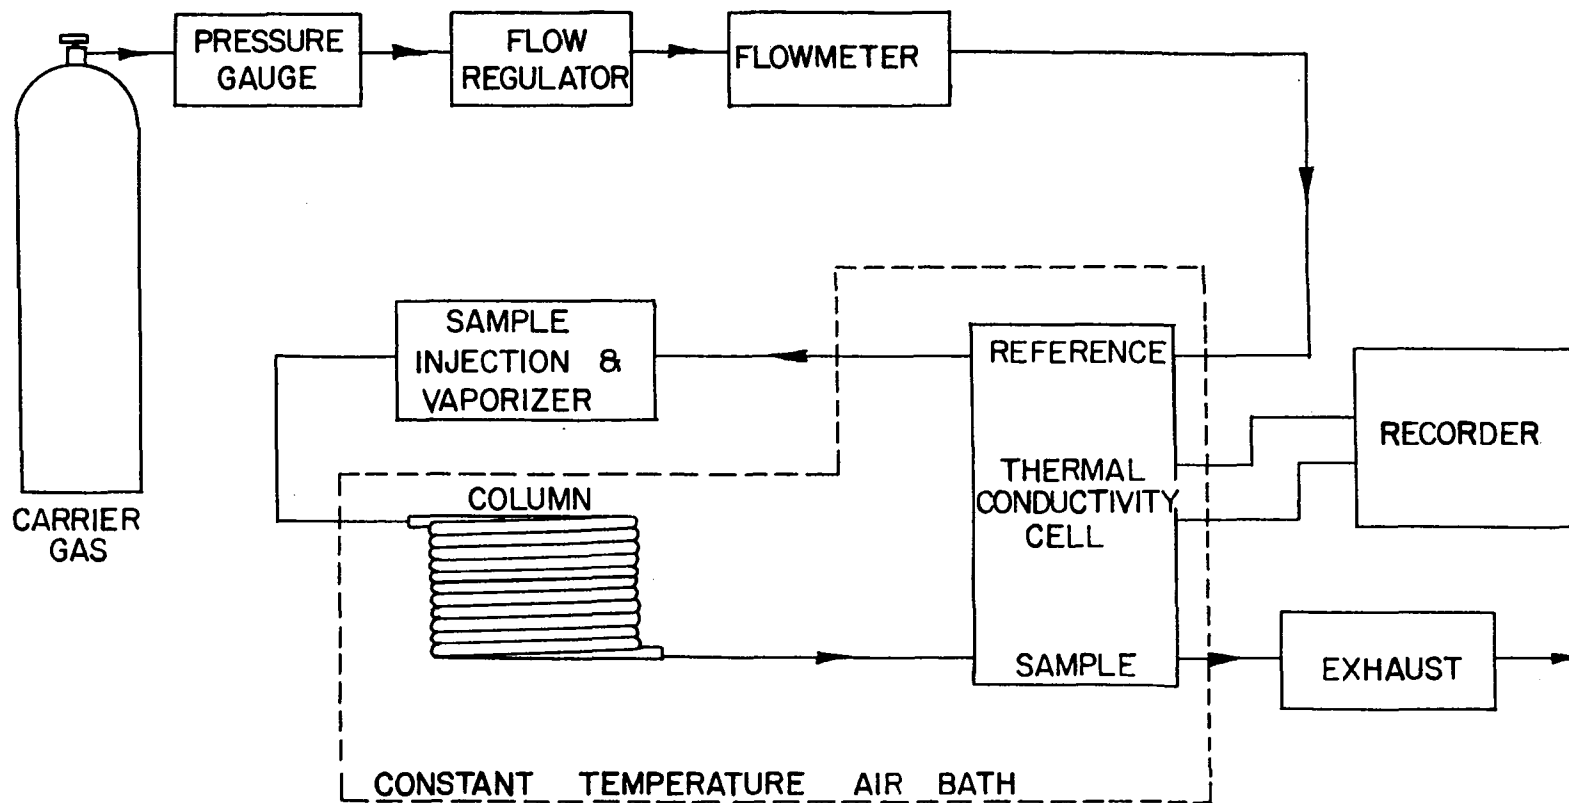 PRESSURE
GAUGE
FLOW
REGULATOR
FLOWMETER
CARRIER
GAS
SAMPLE
INJECTION &
VAPORIZER
REFERENCE
THERMAL
CONDUCTIVITY
CELL
SAMPLE
RECORDER
COLUMN
EXHAUST
CONSTANT TEMPERATURE AIR BATH